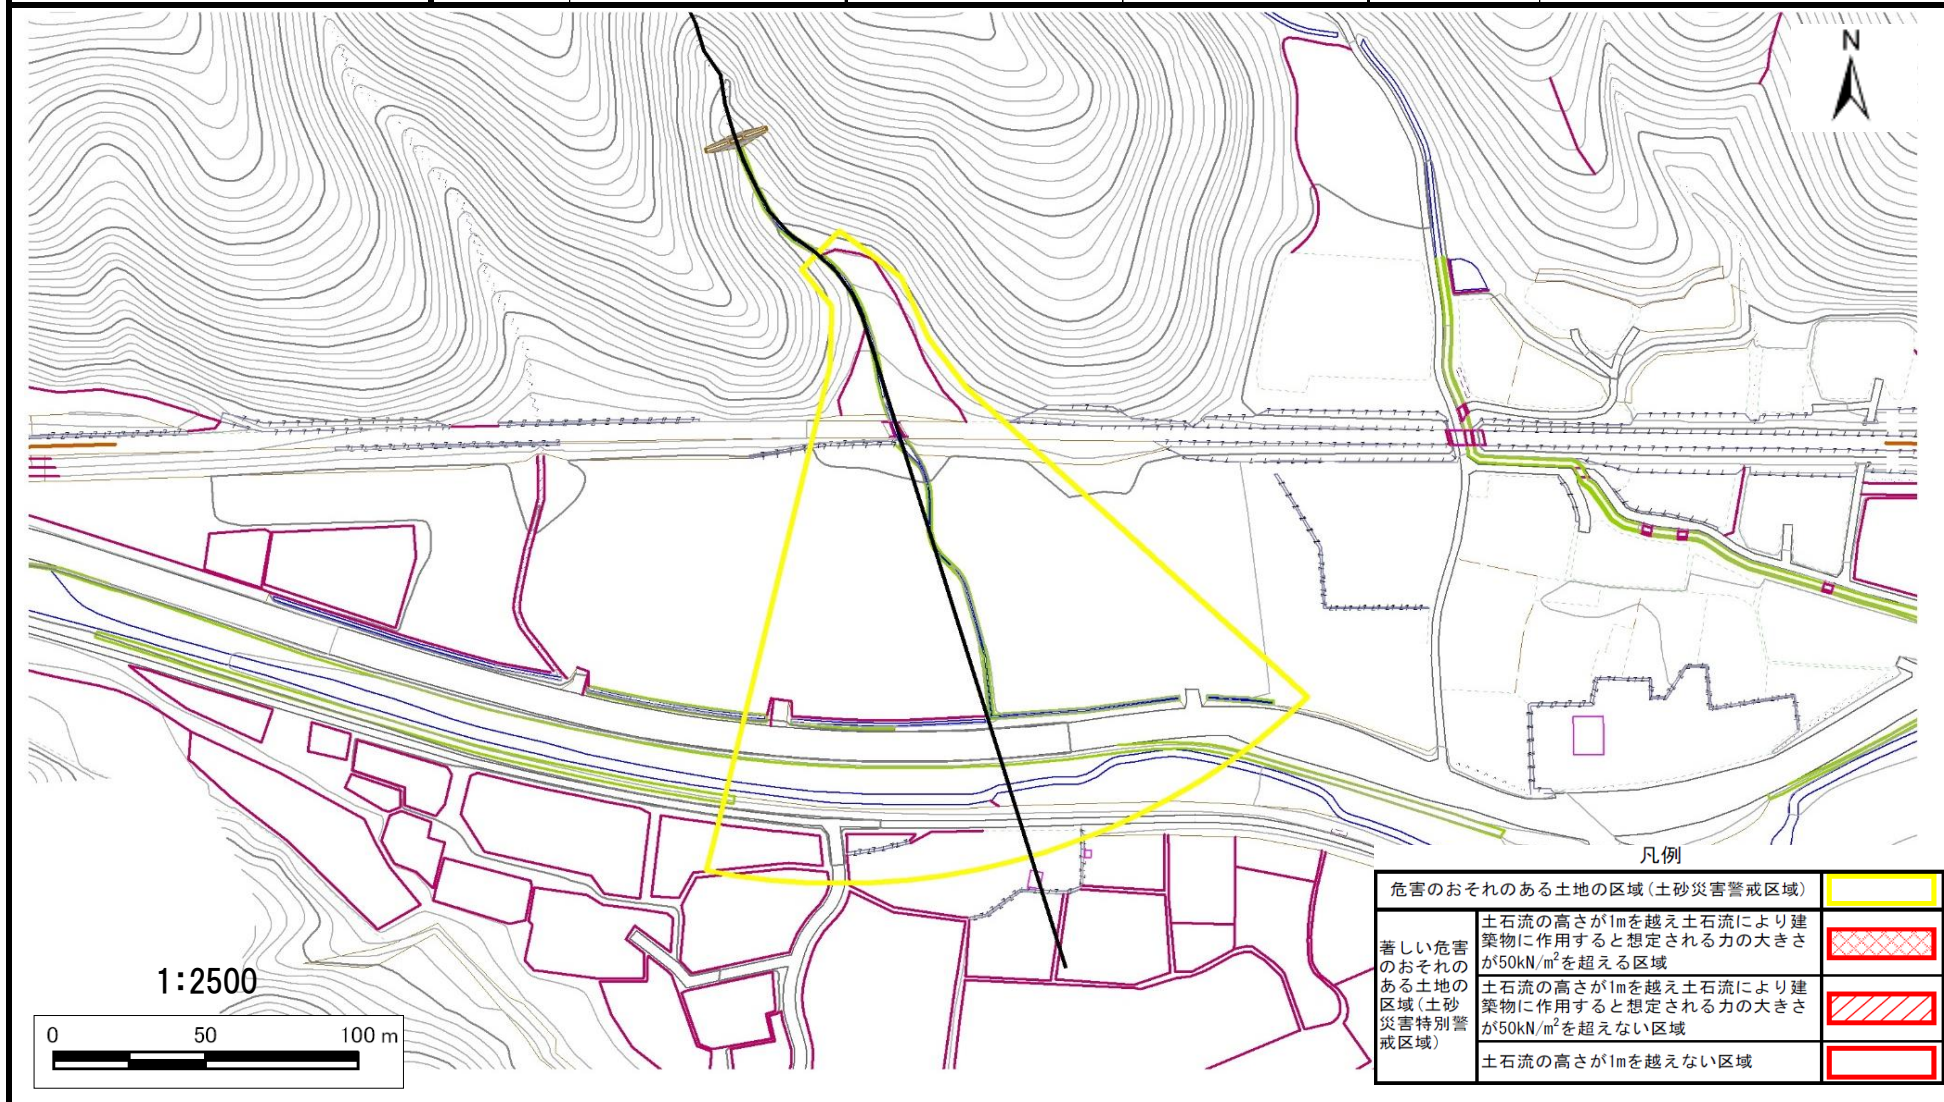 N
凡例
危害のおそれのある土地の区域(土砂災害警戒区域)
著しい危害
のおそれの
ある土地の
区域(土砂
災害特別警
戒区域)
土石流の高さが1mを越え土石流により建
築物に作用すると想定される力の大きさ
が50kN/m²を超える区域
土石流の高さが1mを越え土石流により建
築物に作用すると想定される力の大きさ
が50kN/m²を超えない区域
土石流の高さが1mを越えない区域
1:2500
0 50 100 m